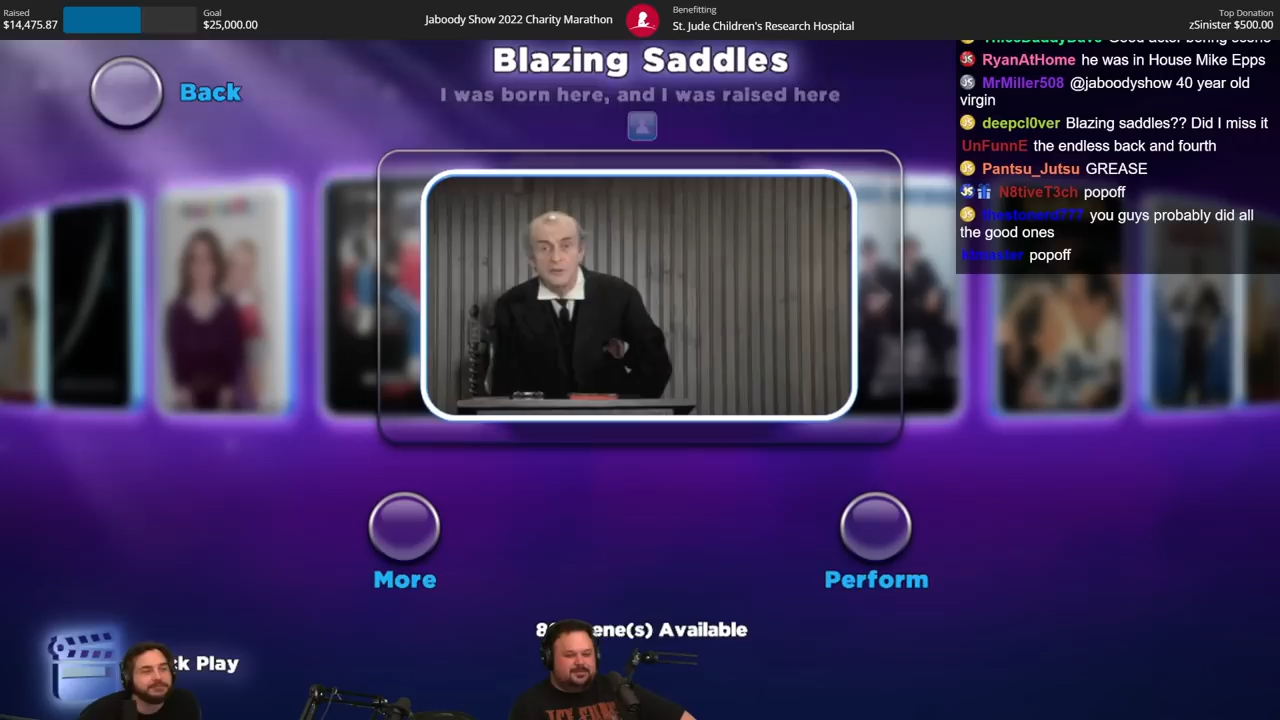 Raised
$14,475.87
Goal
$25,000.00
Jaboody Show 2022 Charity Marathon
Benefitting
St. Jude Children's Research Hospital
Top Donation
zSinister $500.00
Blazing Saddles
I was born here, and I was raised here
Back
RyanAtHome he was in House Mike Epps
MrMiller508 @jaboodyshow 40 year old
virgin
deepcl0ver Blazing saddles?? Did I miss it
UnFunnE the endless back and fourth
Pantsu_Jutsu GREASE
N8tiveT3ch popoff
thestonerd777 you guys probably did all
the good ones
popoff
More
Perform
ene(s) Available
ck Play